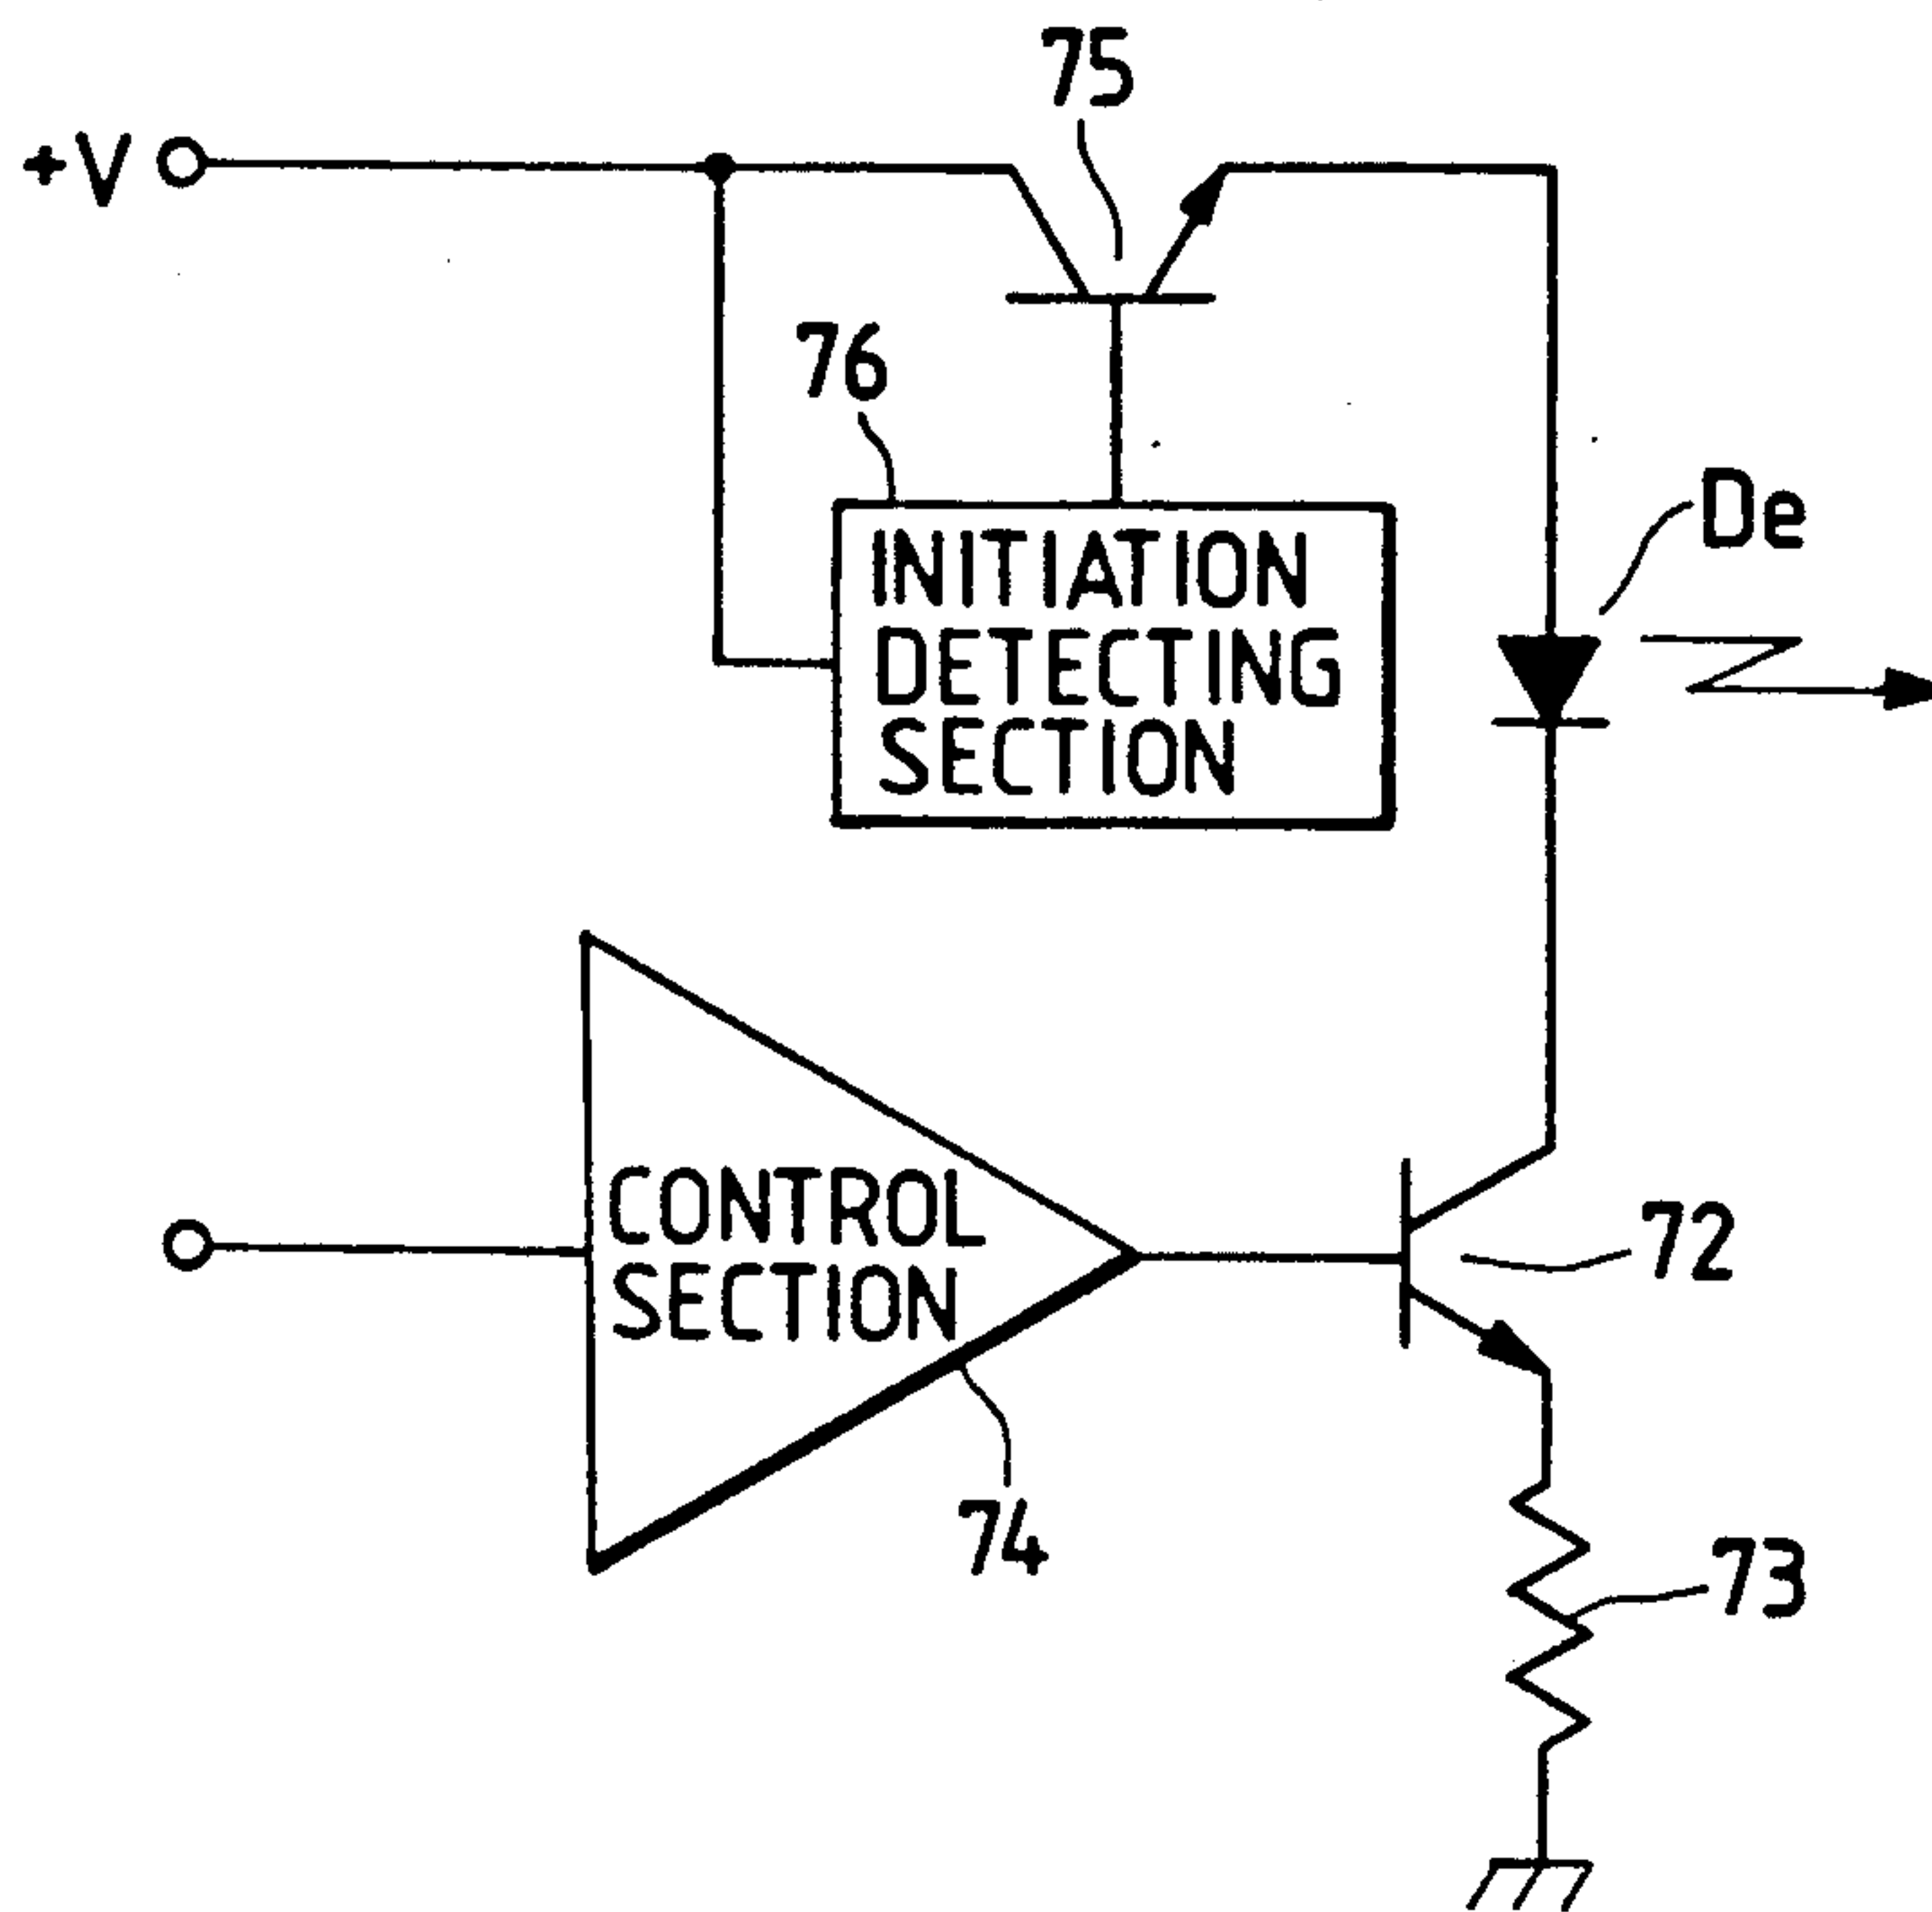 75
+V
76
INITIATION
DETECTING
SECTION
De
CONTROL
SECTION
72
74
73